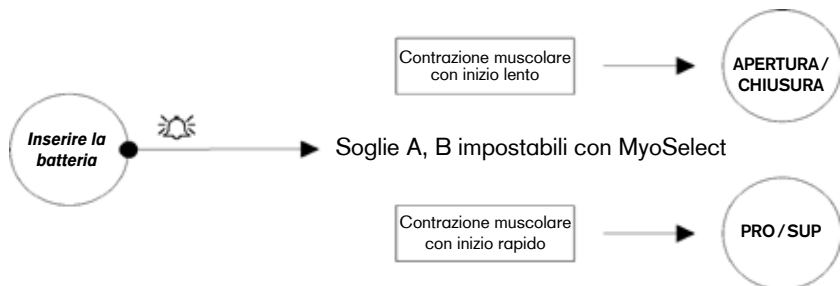 Contrazione muscolare
con inizio lento
APERTURA /
CHIUSURA
Inserire la
batteria
Soglie A, B impostabili con MyoSelect
Contrazione muscolare
con inizio rapido
PRO / SUP